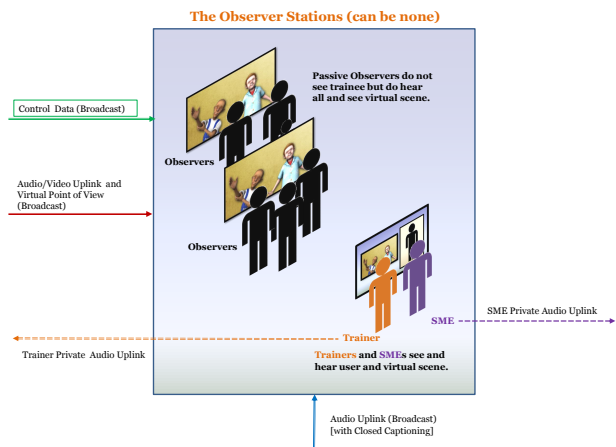 The Observer Stations (can be none)
Passive Observers do not
see trainee but do hear
all and see virtual scene.
Control Data (Broadcast)
Observers
Audio/Video Uplink and
Virtual Point of View
(Broadcast)
Observers
SME Private Audio Uplink
SME
Trainer
Trainer Private Audio Uplink
Trainers and SMEs see and
hear user and virtual scene.
Audio Uplink (Broadcast)
[with Closed Captioning]